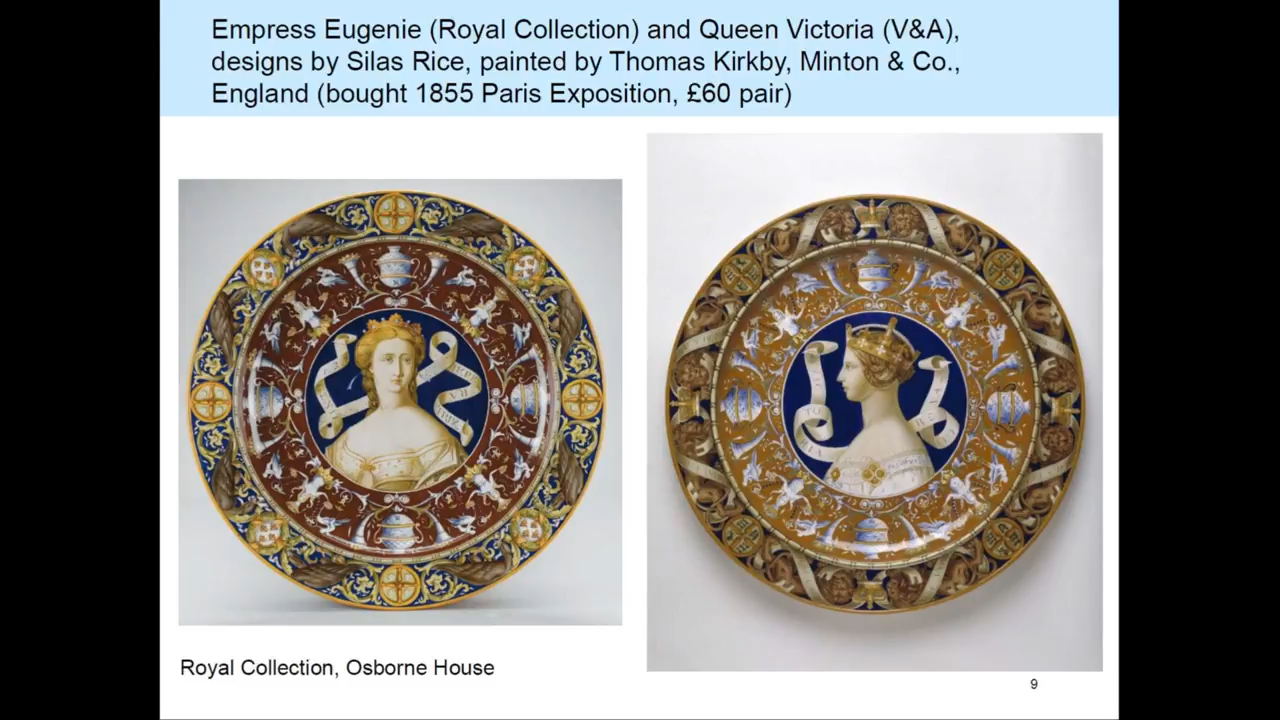 Empress Eugenie (Royal Collection) and Queen Victoria (V&A),
designs by Silas Rice, painted by Thomas Kirkby, Minton & Co.,
England (bought 1855 Paris Exposition, £60 pair)
Royal Collection, Osborne House
9